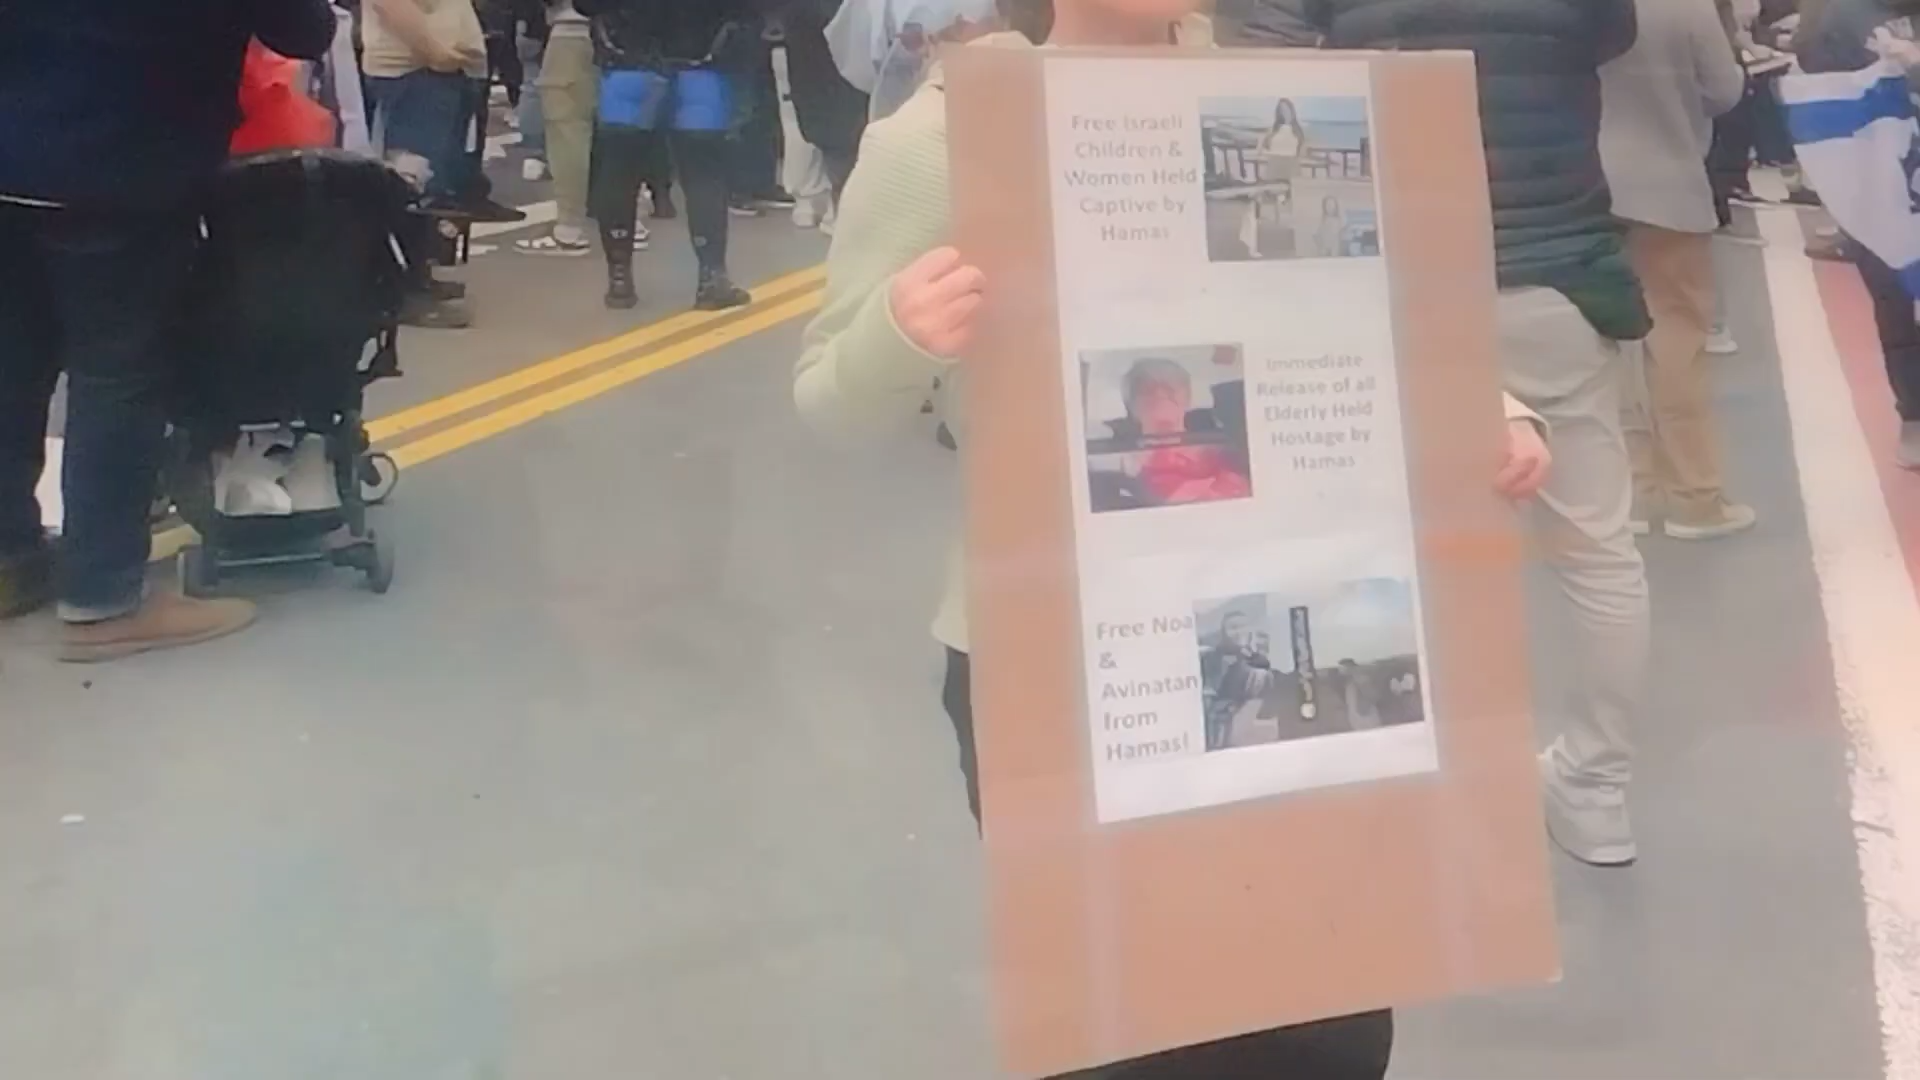 Free Israeli
Children &
Women Held
Captive by
Hamas
Immediate
Release of all
Elderly Held
Hostage by
Hamas
Free Noa
&
Avinatan
from
Hamas!